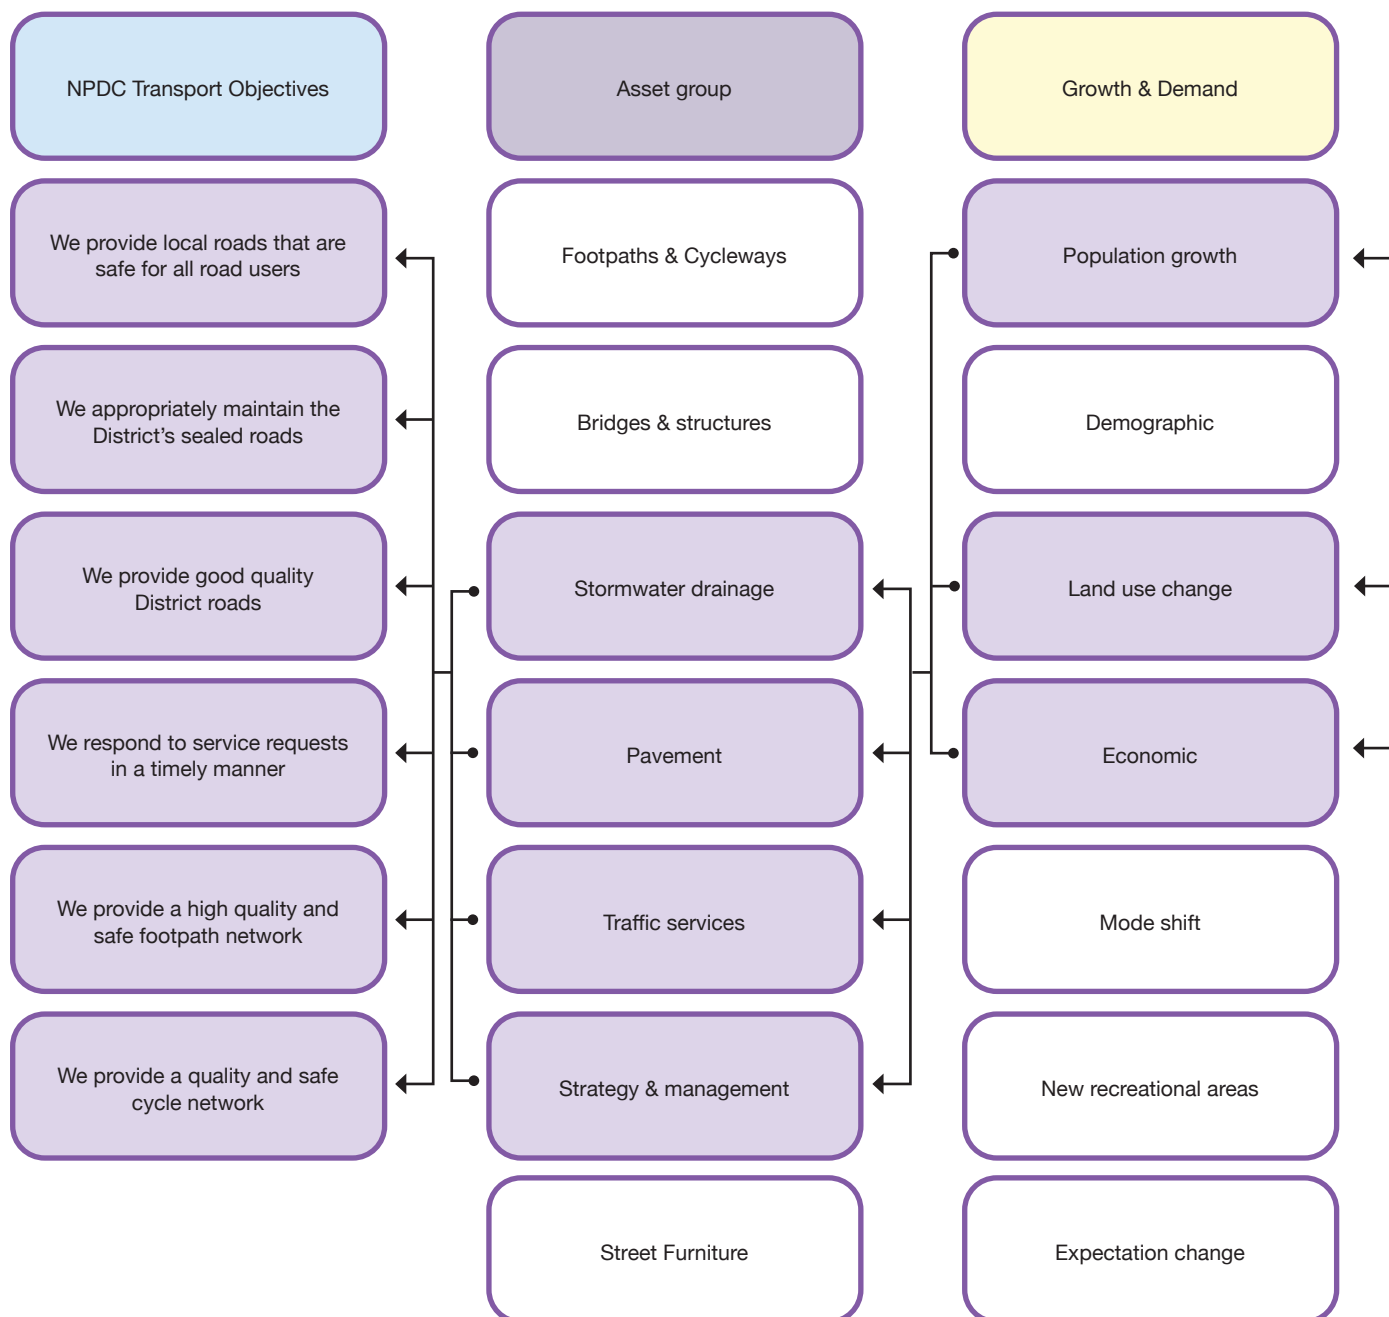 NPDC Transport Objectives
Asset group
Growth & Demand
We provide local roads that are
safe for all road users
Footpaths & Cycleways
Population growth
We appropriately maintain the
District’s sealed roads
Bridges & structures
Demographic
We provide good quality
District roads
Stormwater drainage
Land use change
We respond to service requests
in a timely manner
Pavement
Economic
We provide a high quality and
safe footpath network
Traffic services
Mode shift
We provide a quality and safe
cycle network
Strategy & management
New recreational areas
Street Furniture
Expectation change